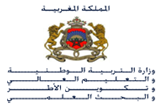 المملكة المغربية
وزارة التربية الوطنية
والتعليم العالي
وتكوين الأطر
والبحث العلمي